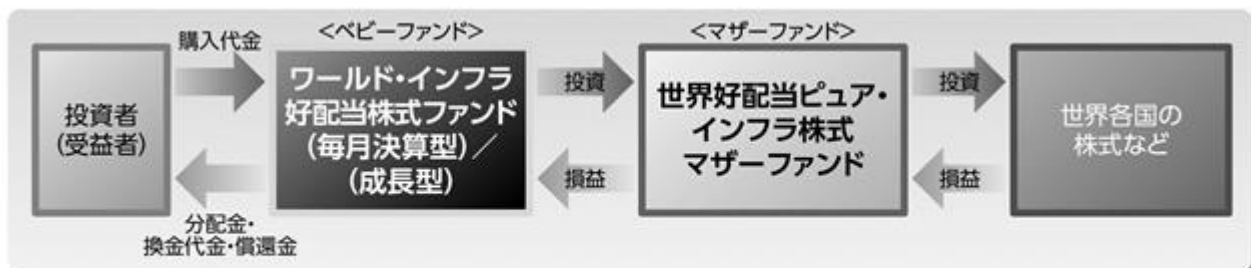 投資者
(受益者)
購入代金
分配金・
換金代金・償還金
<ベビーファンド>
ワールド・インフラ
好配当株式ファンド
(毎月決算型)／
(成長型)
投資
損益
<マザーファンド>
世界好配当ピュア・
インフラ株式
マザーファンド
投資
損益
世界各国の
株式など